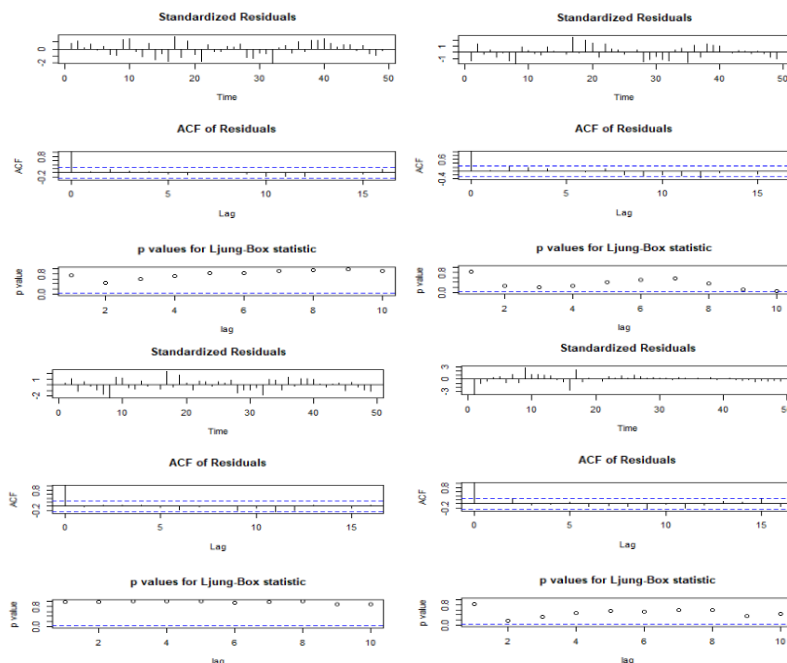 Standardized Residuals
0
-2
0 10 20 30 40 50
Time
ACF of Residuals
ACF
0.8
-0.2
0 5 10 15
Lag
p values for Ljung-Box statistic
p value
0.8
0.0
2 4 6 8 10
lag
Standardized Residuals
1
-1
0 10 20 30 40 50
Time
ACF of Residuals
ACF
0.6
-0.4
0 5 10 15
Lag
p values for Ljung-Box statistic
p value
0.8
0.0
2 4 6 8 10
lag
Standardized Residuals
1
-2
0 10 20 30 40 50
Time
ACF of Residuals
ACF
0.8
-0.2
0 5 10 15
Lag
p values for Ljung-Box statistic
p value
0.8
0.0
2 4 6 8 10
lag
Standardized Residuals
3
0
-3
0 10 20 30 40 50
Time
ACF of Residuals
ACF
0.8
-0.2
0 5 10 15
Lag
p values for Ljung-Box statistic
p value
0.8
0.0
2 4 6 8 10
lag